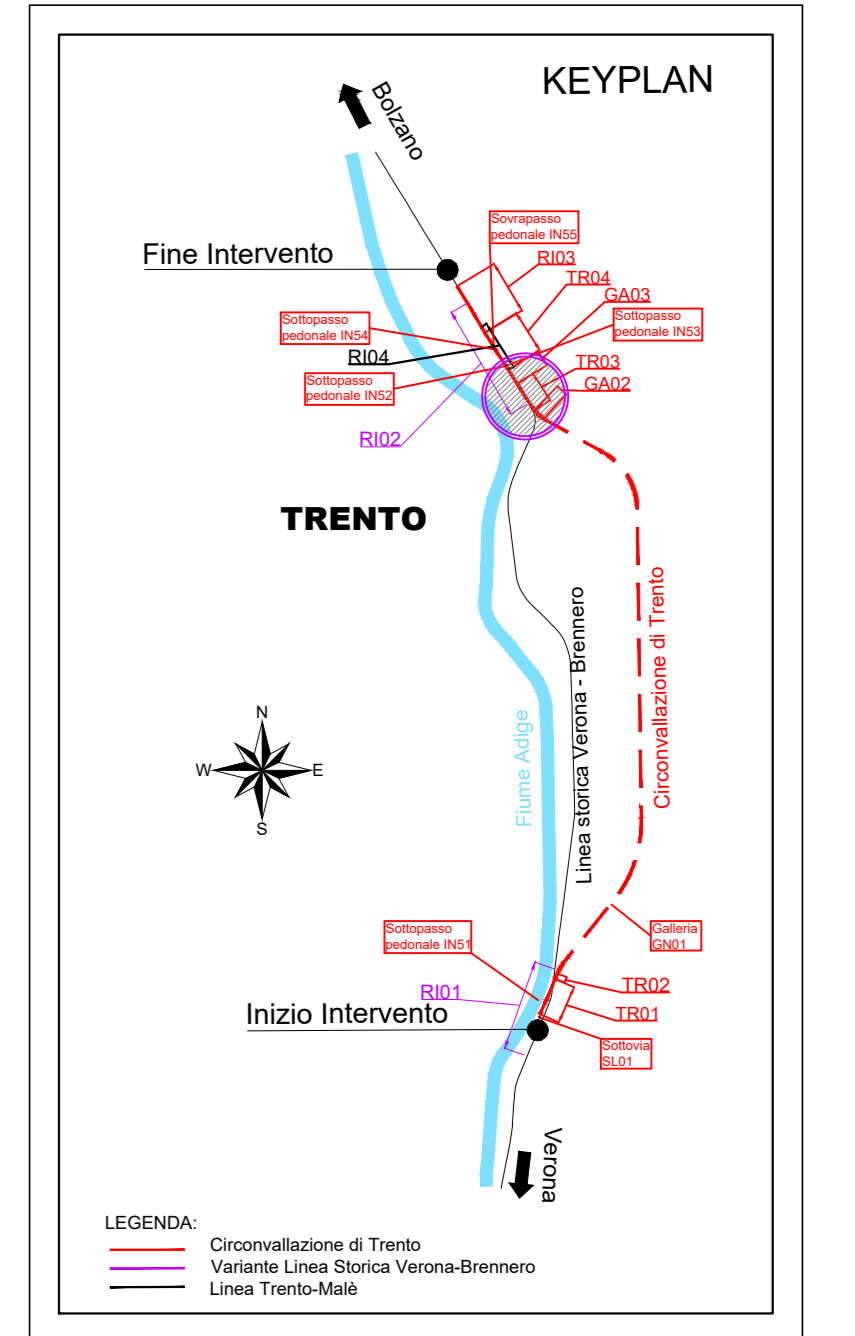 KEYPLAN
Bolzano
Sovrapasso
pedonale IN55
Fine Intervento
RI03
TR04
GA03
Sottopasso
pedonale IN54
Sottopasso
pedonale IN53
RI04
TR03
Sottopasso
pedonale IN52
GA02
RI02
TRENTO
Circonvallazione di Trento
Linea storica Verona - Brennero
Fiume Adige
N
W
E
S
Sottopasso
pedonale IN51
Galleria
GN01
RI01
TR02
Inizio Intervento
TR01
Sottovia
SL01
Verona
LEGENDA:
Circonvallazione di Trento
Variante Linea Storica Verona-Brennero
Linea Trento-Malè